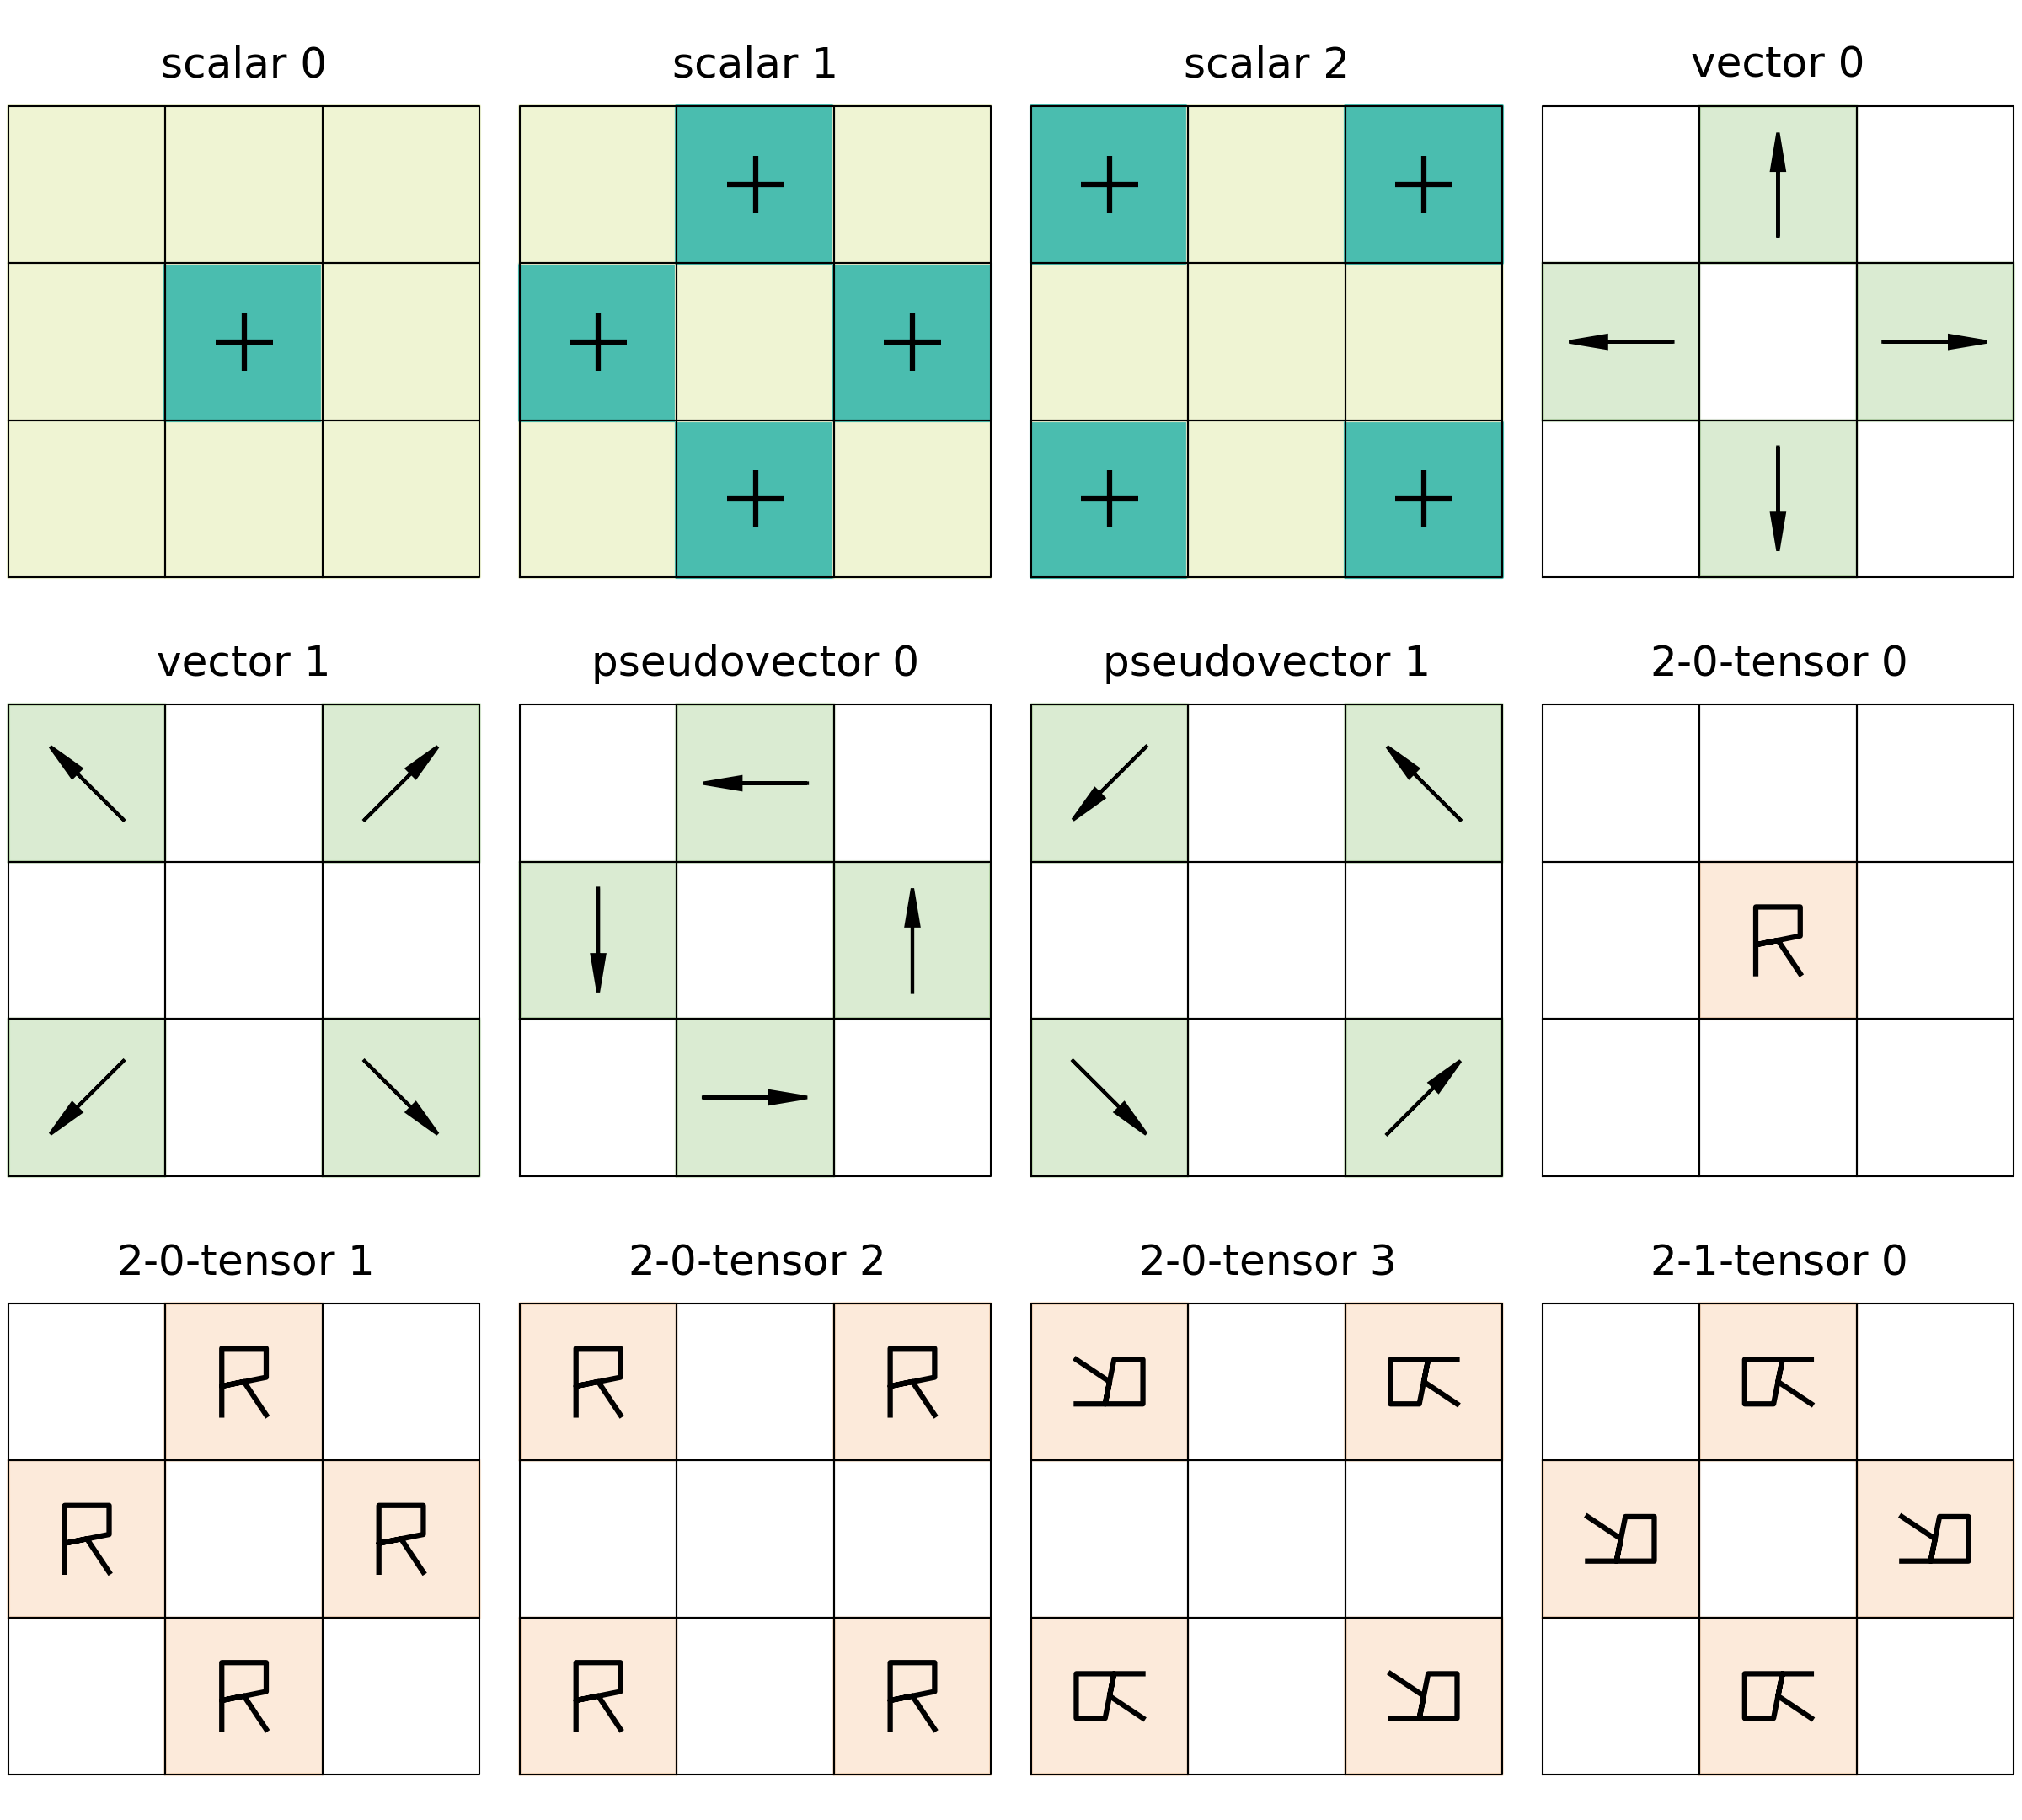 scalar 0
scalar 1
scalar 2
vector 0
+
+
+
+
+
+
+
+
+
vector 1
pseudovector 0
pseudovector 1
2-0-tensor 0
R
2-0-tensor 1
2-0-tensor 2
2-0-tensor 3
2-1-tensor 0
R
R
R
R
R
R
R
R